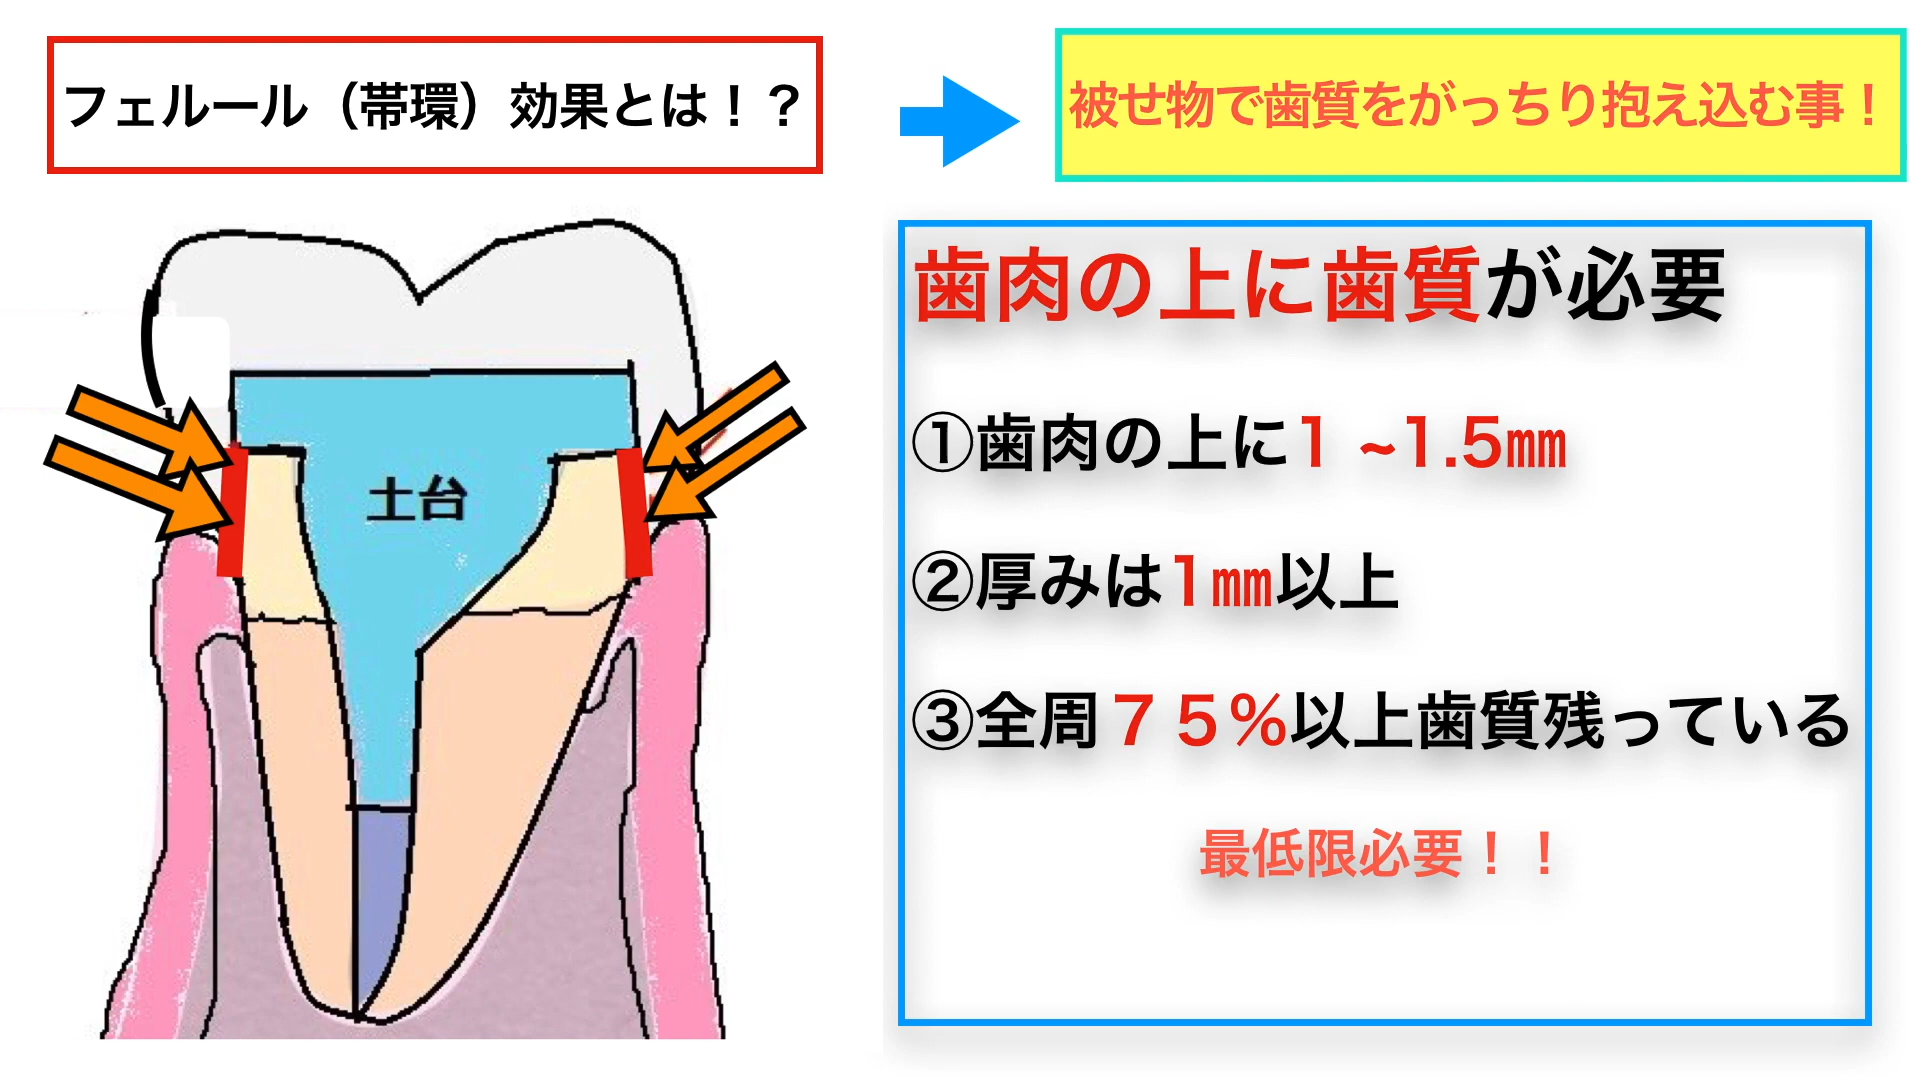 フェルール（帯環）効果とは！？
被せ物で歯質をがっちり抱え込む事！
歯肉の上に歯質が必要
①歯肉の上に１~1.5㎜
②厚みは1㎜以上
③全周７５％以上歯質残っている
最低限必要！！
土台